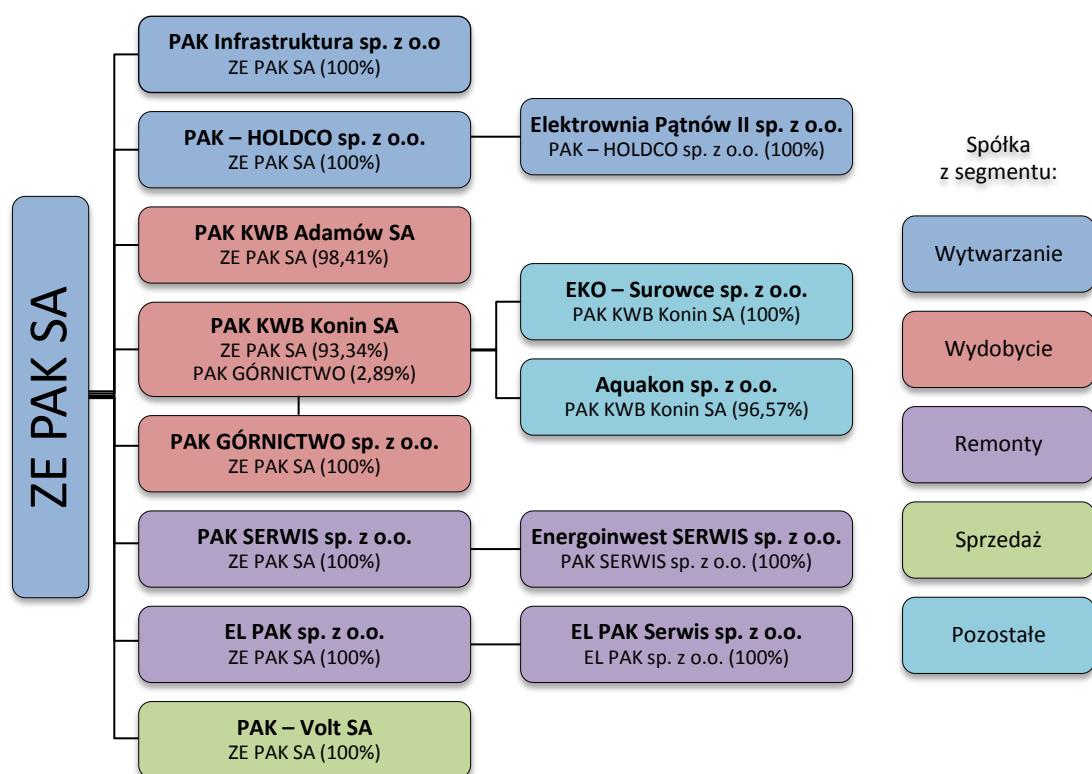 ZE PAK SA
PAK Infrastruktura sp. z o.o
ZE PAK SA (100%)
PAK – HOLDCO sp. z o.o.
ZE PAK SA (100%)
Elektrownia Pątnów II sp. z o.o.
PAK – HOLDCO sp. z o.o. (100%)
PAK KWB Adamów SA
ZE PAK SA (98,41%)
PAK KWB Konin SA
ZE PAK SA (93,34%)
PAK GÓRNICTWO (2,89%)
EKO – Surowce sp. z o.o.
PAK KWB Konin SA (100%)
Aquakon sp. z o.o.
PAK KWB Konin SA (96,57%)
PAK GÓRNICTWO sp. z o.o.
ZE PAK SA (100%)
PAK SERWIS sp. z o.o.
ZE PAK SA (100%)
Energoinwest SERWIS sp. z o.o.
PAK SERWIS sp. z o.o. (100%)
EL PAK sp. z o.o.
ZE PAK SA (100%)
EL PAK Serwis sp. z o.o.
EL PAK sp. z o.o. (100%)
PAK – Volt SA
ZE PAK SA (100%)
Spółka
z segmentu:
Wytwarzanie
Wydobycie
Remonty
Sprzedaż
Pozostałe